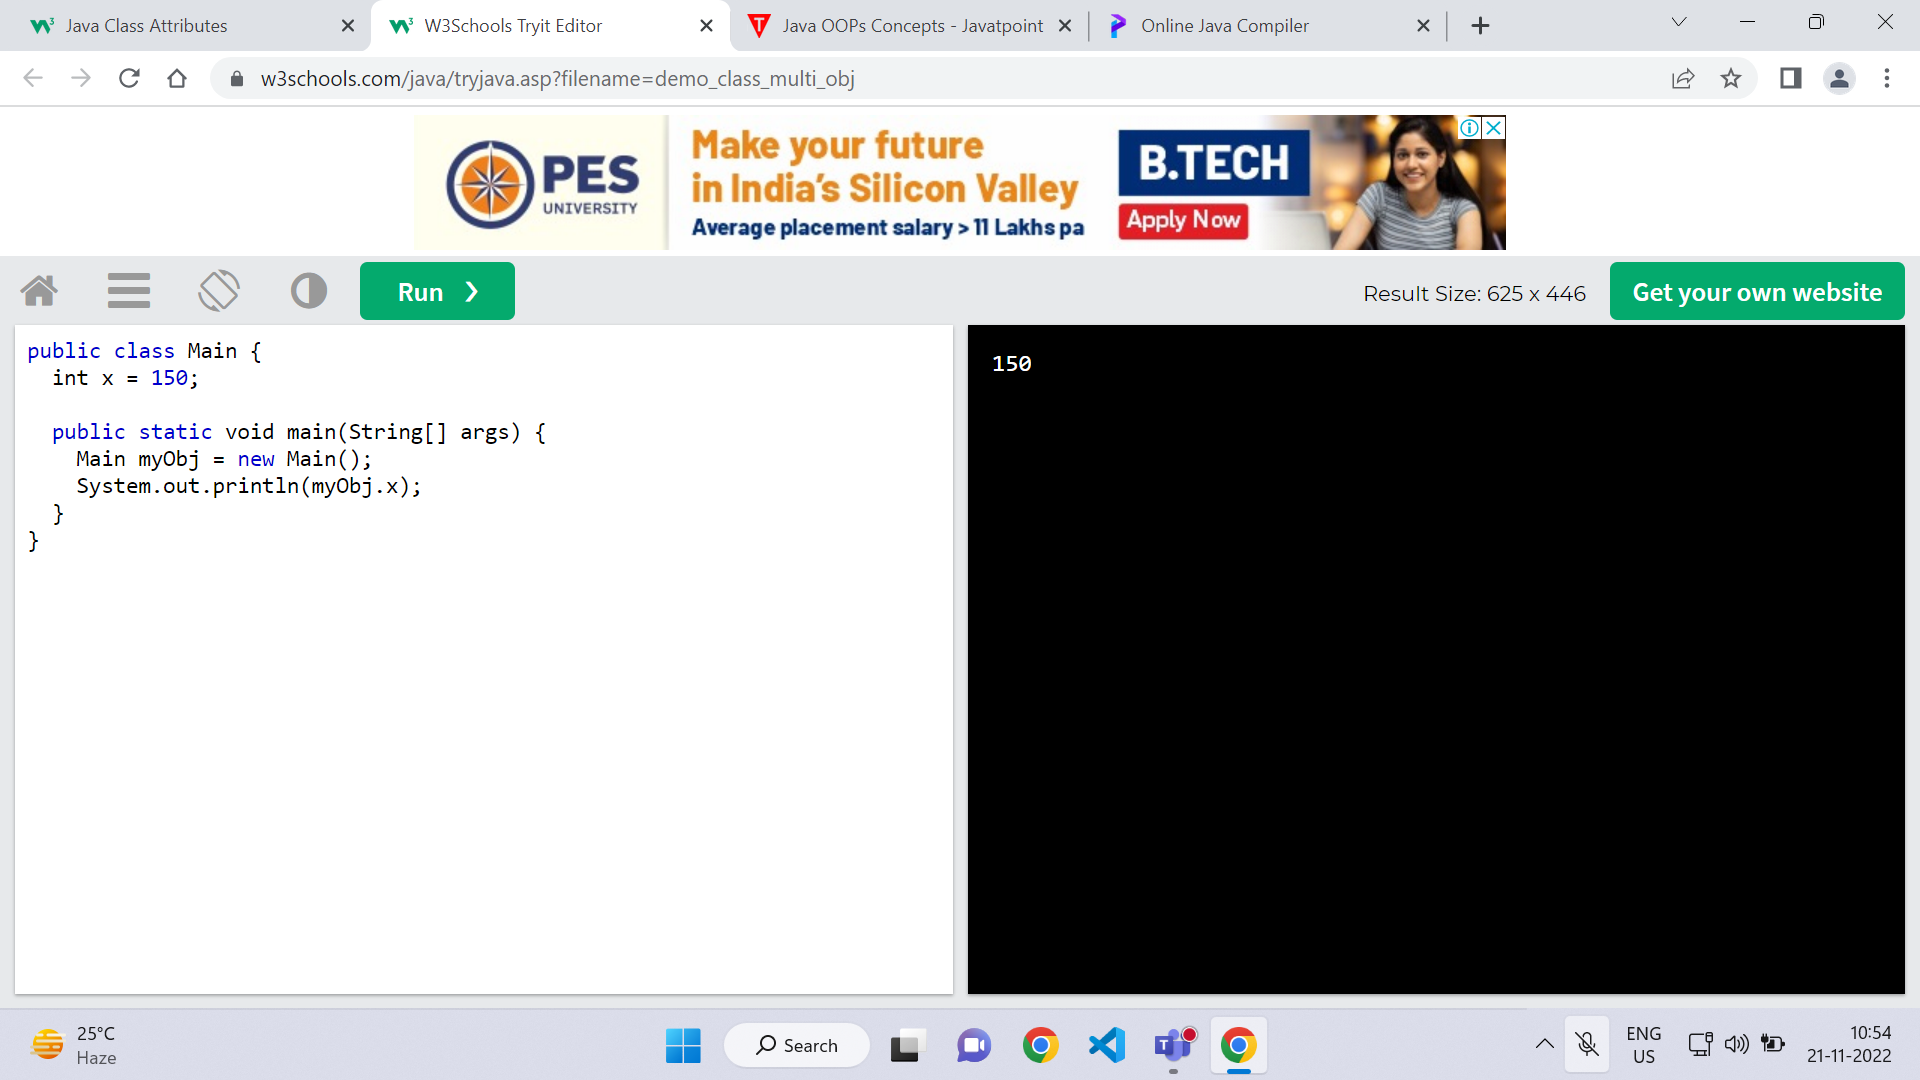 Java Class Attributes
W3Schools Tryit Editor
Java OOPs Concepts - Javatpoint
Online Java Compiler
w3schools.com/java/tryjava.asp?filename=demo_class_multi_obj
PES
UNIVERSITY
Make your future
in India's Silicon Valley
Average placement salary > 11 Lakhs pa
B.TECH
Apply Now
Run ❯
Result Size: 625 x 446
Get your own website
public class Main {
  int x = 150;
  public static void main(String[] args) {
    Main myObj = new Main();
    System.out.println(myObj.x);
  }
}
150
25°C
Haze
Search
ENG
US
10:54
21-11-2022